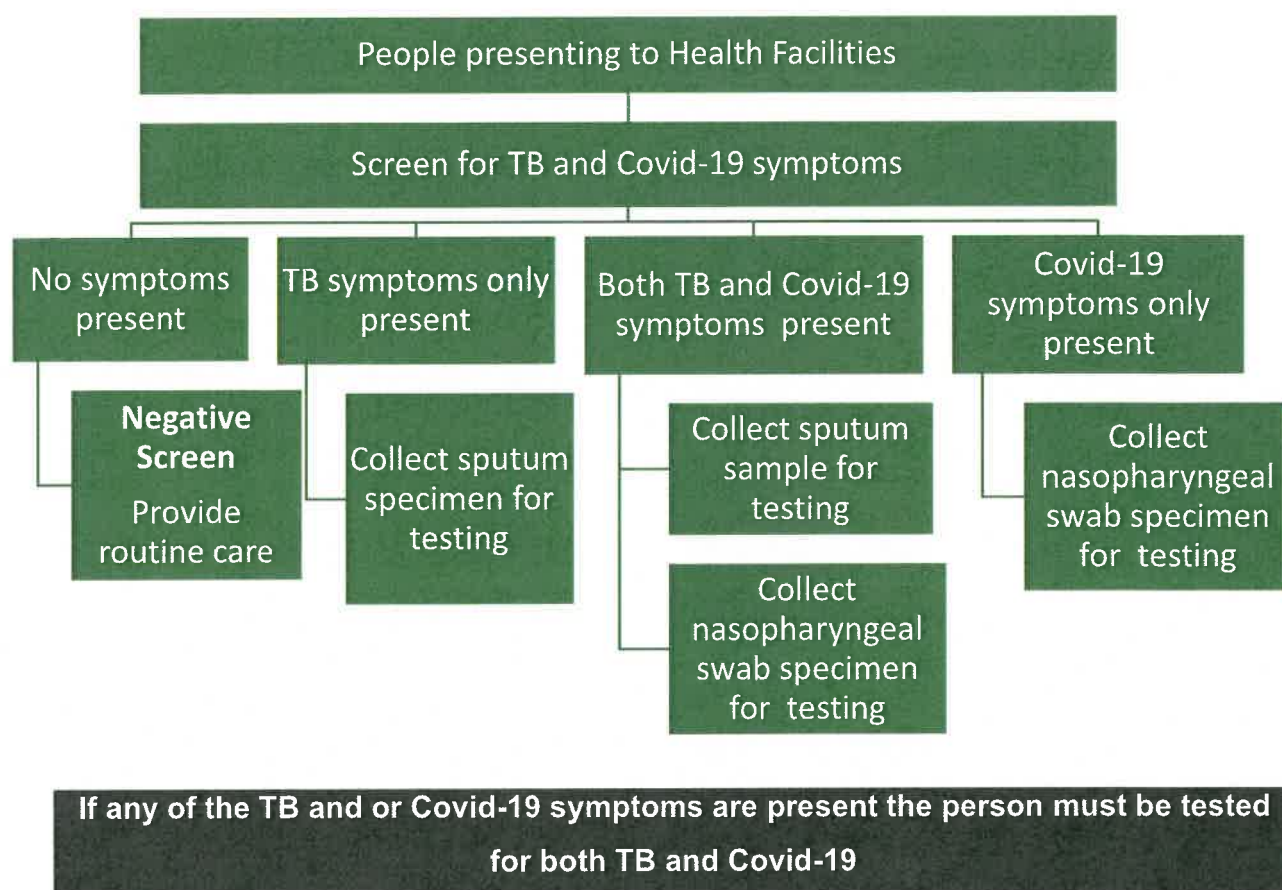 People presenting to Health Facilities
Screen for TB and Covid-19 symptoms
No symptoms
present
TB symptoms only
present
Both TB and Covid-19
symptoms present
Covid-19
symptoms only
present
Negative
Screen
Provide
routine care
Collect sputum
specimen for
testing
Collect sputum
sample for
testing
Collect
nasopharyngeal
swab specimen
for testing
Collect
nasopharyngeal
swab specimen
for testing
If any of the TB and or Covid-19 symptoms are present the person must be tested
for both TB and Covid-19